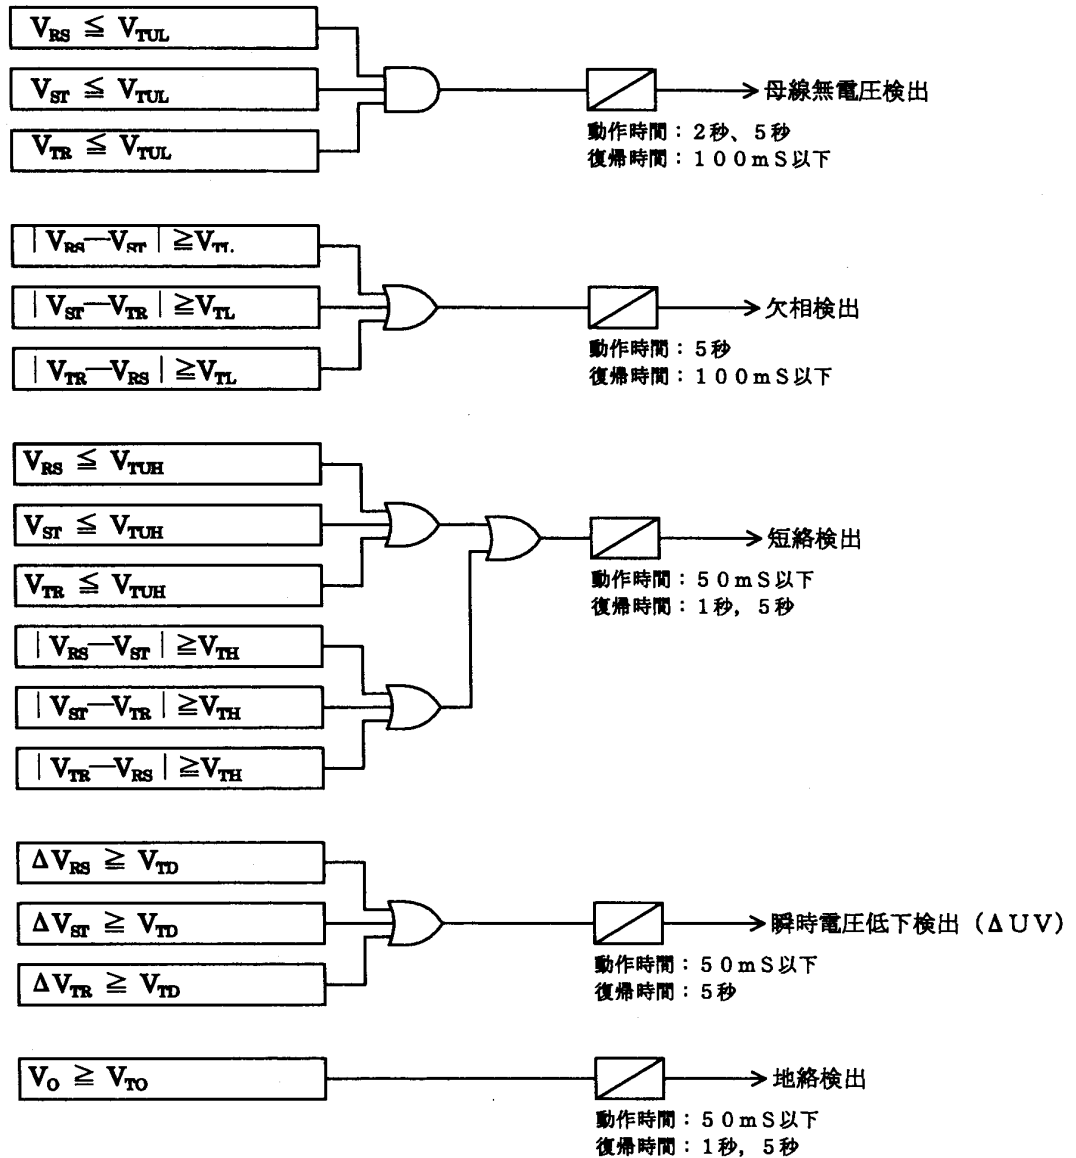 V_RS ≦ V_TUL
V_ST ≦ V_TUL
V_TR ≦ V_TUL
母線無電圧検出
動作時間：2秒、5秒
復帰時間：１００mS以下
｜V_RS—V_ST｜≧V_TL
｜V_ST—V_TR｜≧V_TL
｜V_TR—V_RS｜≧V_TL
欠相検出
動作時間：5秒
復帰時間：１００mS以下
V_RS ≦ V_TUH
V_ST ≦ V_TUH
V_TR ≦ V_TUH
｜V_RS—V_ST｜≧V_TH
｜V_ST—V_TR｜≧V_TH
｜V_TR—V_RS｜≧V_TH
短絡検出
動作時間：５０mS以下
復帰時間：1秒，5秒
ΔV_RS ≧ V_TD
ΔV_ST ≧ V_TD
ΔV_TR ≧ V_TD
瞬時電圧低下検出（ΔUV）
動作時間：５０mS以下
復帰時間：5秒
V_O ≧ V_TO
地絡検出
動作時間：５０mS以下
復帰時間：1秒，5秒